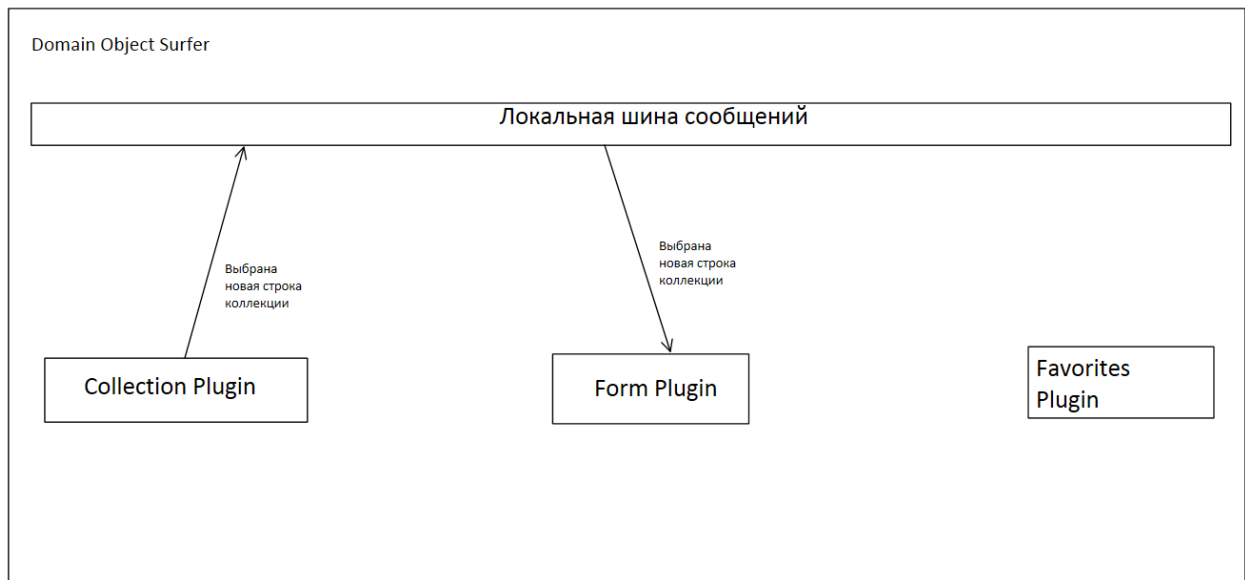 Domain Object Surfer
Локальная шина сообщений
Выбрана
новая строка
коллекции
Выбрана
новая строка
коллекции
Collection Plugin
Form Plugin
Favorites
Plugin